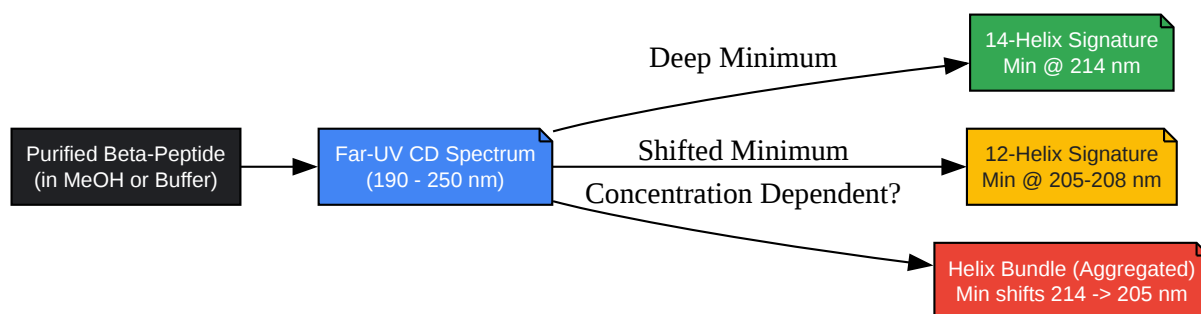 Purified Beta-Peptide
(in MeOH or Buffer)
Far-UV CD Spectrum
(190 - 250 nm)
Deep Minimum
Shifted Minimum
Concentration Dependent?
14-Helix Signature
Min @ 214 nm
12-Helix Signature
Min @ 205-208 nm
Helix Bundle (Aggregated)
Min shifts 214 -> 205 nm